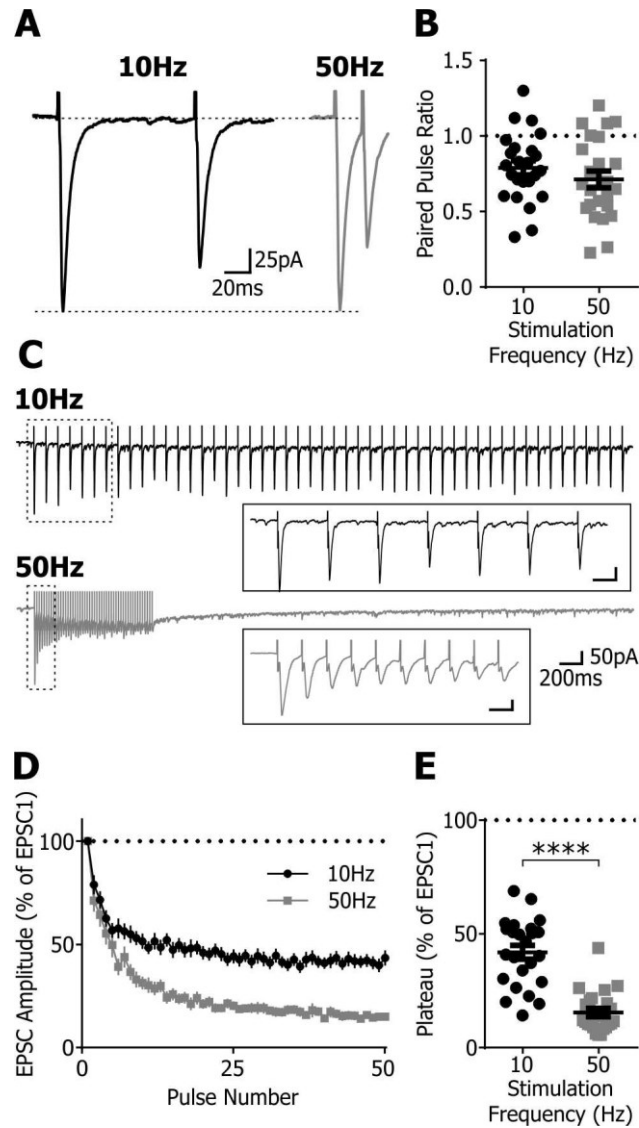 A
10Hz
50Hz
25pA
20ms
B
Paired Pulse Ratio
1.5
1.0
0.5
0.0
10
50
Stimulation
Frequency (Hz)
C
10Hz
50Hz
50pA
200ms
D
EPSC Amplitude (% of EPSC1)
100
50
0
10Hz
50Hz
0
25
50
Pulse Number
E
Plateau (% of EPSC1)
100
50
0
****
10
50
Stimulation
Frequency (Hz)